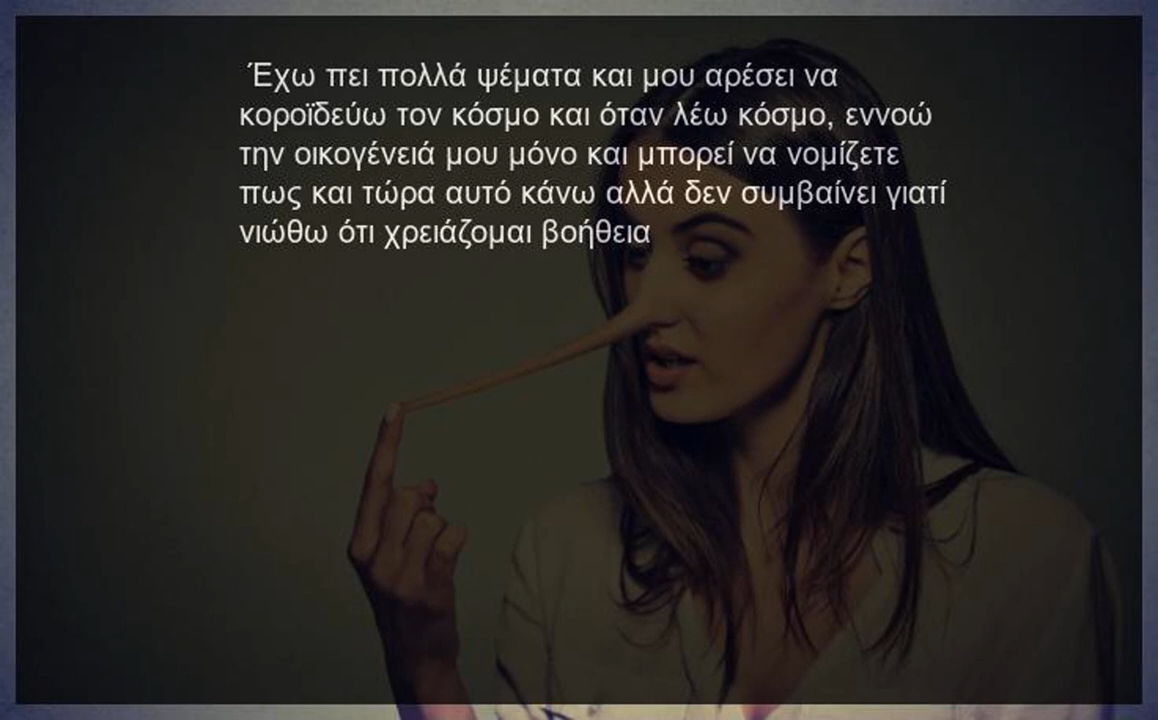 Έχω πει πολλά ψέματα και μου αρέσει να
κοροϊδεύω τον κόσμο και όταν λέω κόσμο, εννοώ
την οικογένειά μου μόνο και μπορεί να νομίζετε
πως και τώρα αυτό κάνω αλλά δεν συμβαίνει γιατί
νιώθω ότι χρειάζομαι βοήθεια